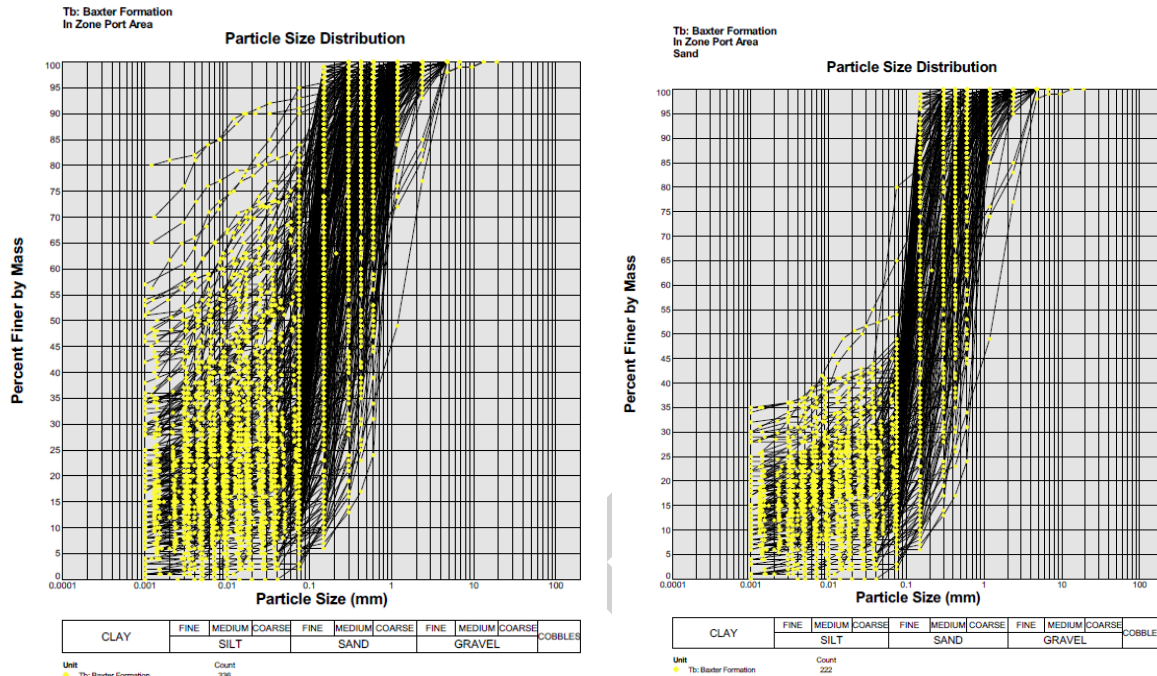 Tb: Baxter Formation
In Zone Port Area
Particle Size Distribution
100
95
90
85
80
75
70
65
60
55
50
45
40
35
30
25
20
15
10
5
0
Percent Finer by Mass
0.0001 0.001 0.01 0.1 1 10 100
Particle Size (mm)
CLAY FINE MEDIUM COARSE FINE MEDIUM COARSE FINE MEDIUM COARSE COBBLES
SILT SAND GRAVEL
Unit Count
Tb: Baxter Formation 336
Tb: Baxter Formation
In Zone Port Area
Sand
Particle Size Distribution
100
95
90
85
80
75
70
65
60
55
50
45
40
35
30
25
20
15
10
5
0
Percent Finer by Mass
0.0001 0.001 0.01 0.1 1 10 100
Particle Size (mm)
CLAY FINE MEDIUM COARSE FINE MEDIUM COARSE FINE MEDIUM COARSE COBBLE
SILT SAND GRAVEL
Unit Count
Tb: Baxter Formation 222